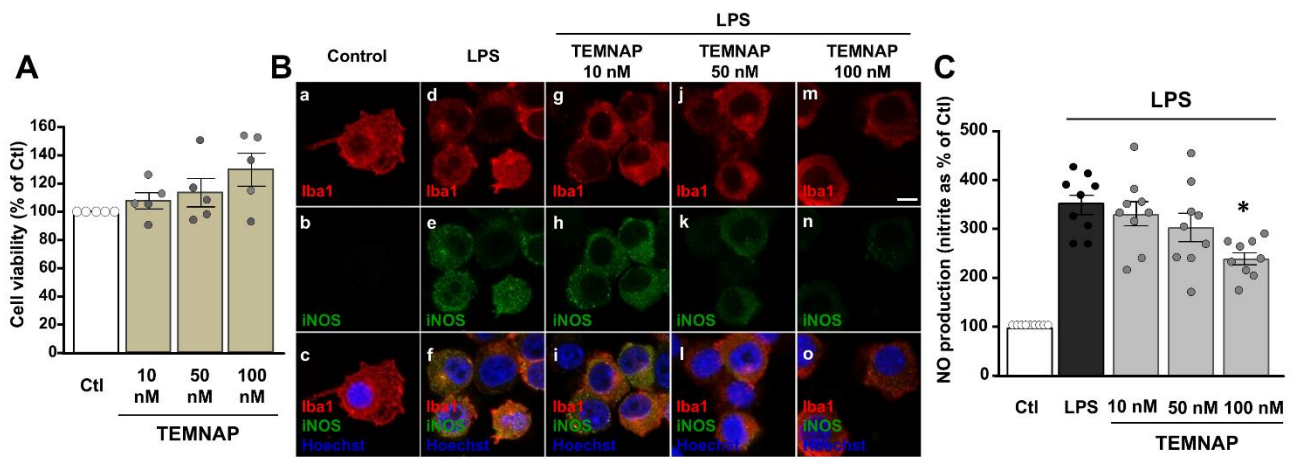 A
Cell viability (% of Ctl)
160
140
120
100
80
60
40
20
0
Ctl
10
nM
50
nM
100
nM
TEMNAP
B
LPS
Control
LPS
TEMNAP
10 nM
TEMNAP
50 nM
TEMNAP
100 nM
a
Iba1
d
Iba1
g
Iba1
j
Iba1
m
Iba1
b
iNOS
e
iNOS
h
iNOS
k
iNOS
n
iNOS
c
Iba1
iNOS
Hoechst
f
Iba1
iNOS
Hoechst
i
Iba1
iNOS
Hoechst
l
Iba1
iNOS
Hoechst
o
Iba1
iNOS
Hoechst
C
LPS
NO production (nitrite as % of Ctl)
500
400
300
200
100
0
*
Ctl
LPS
10 nM
50 nM
100 nM
TEMNAP